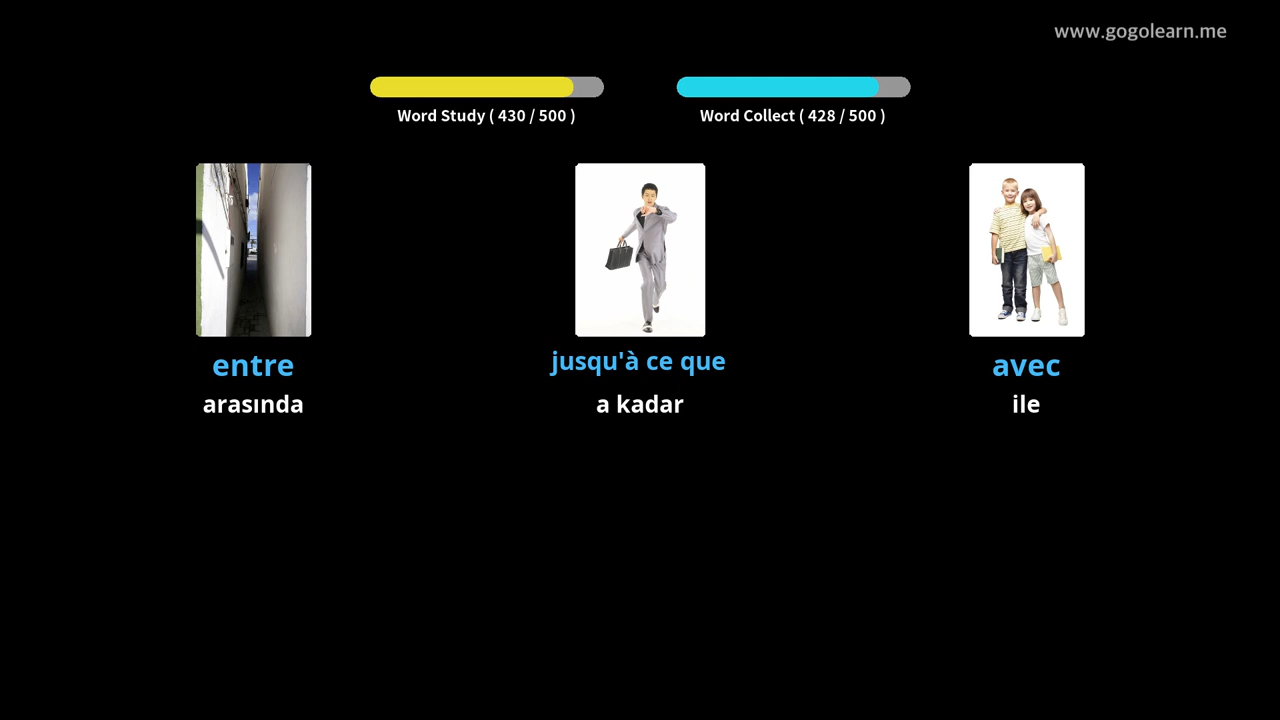 www.gogolearn.me
Word Study ( 430 / 500 )
Word Collect ( 428 / 500 )
entre
jusqu'à ce que
avec
arasında
a kadar
ile